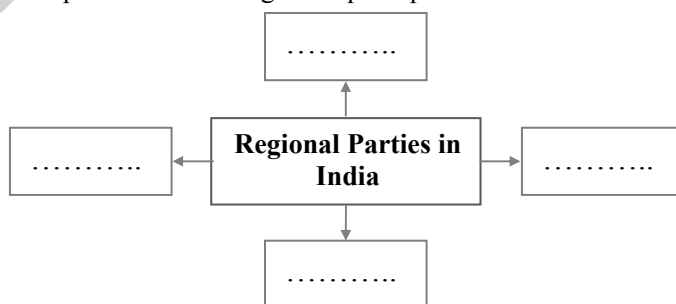 ………..
Regional Parties in
India
……….. ………..
………..